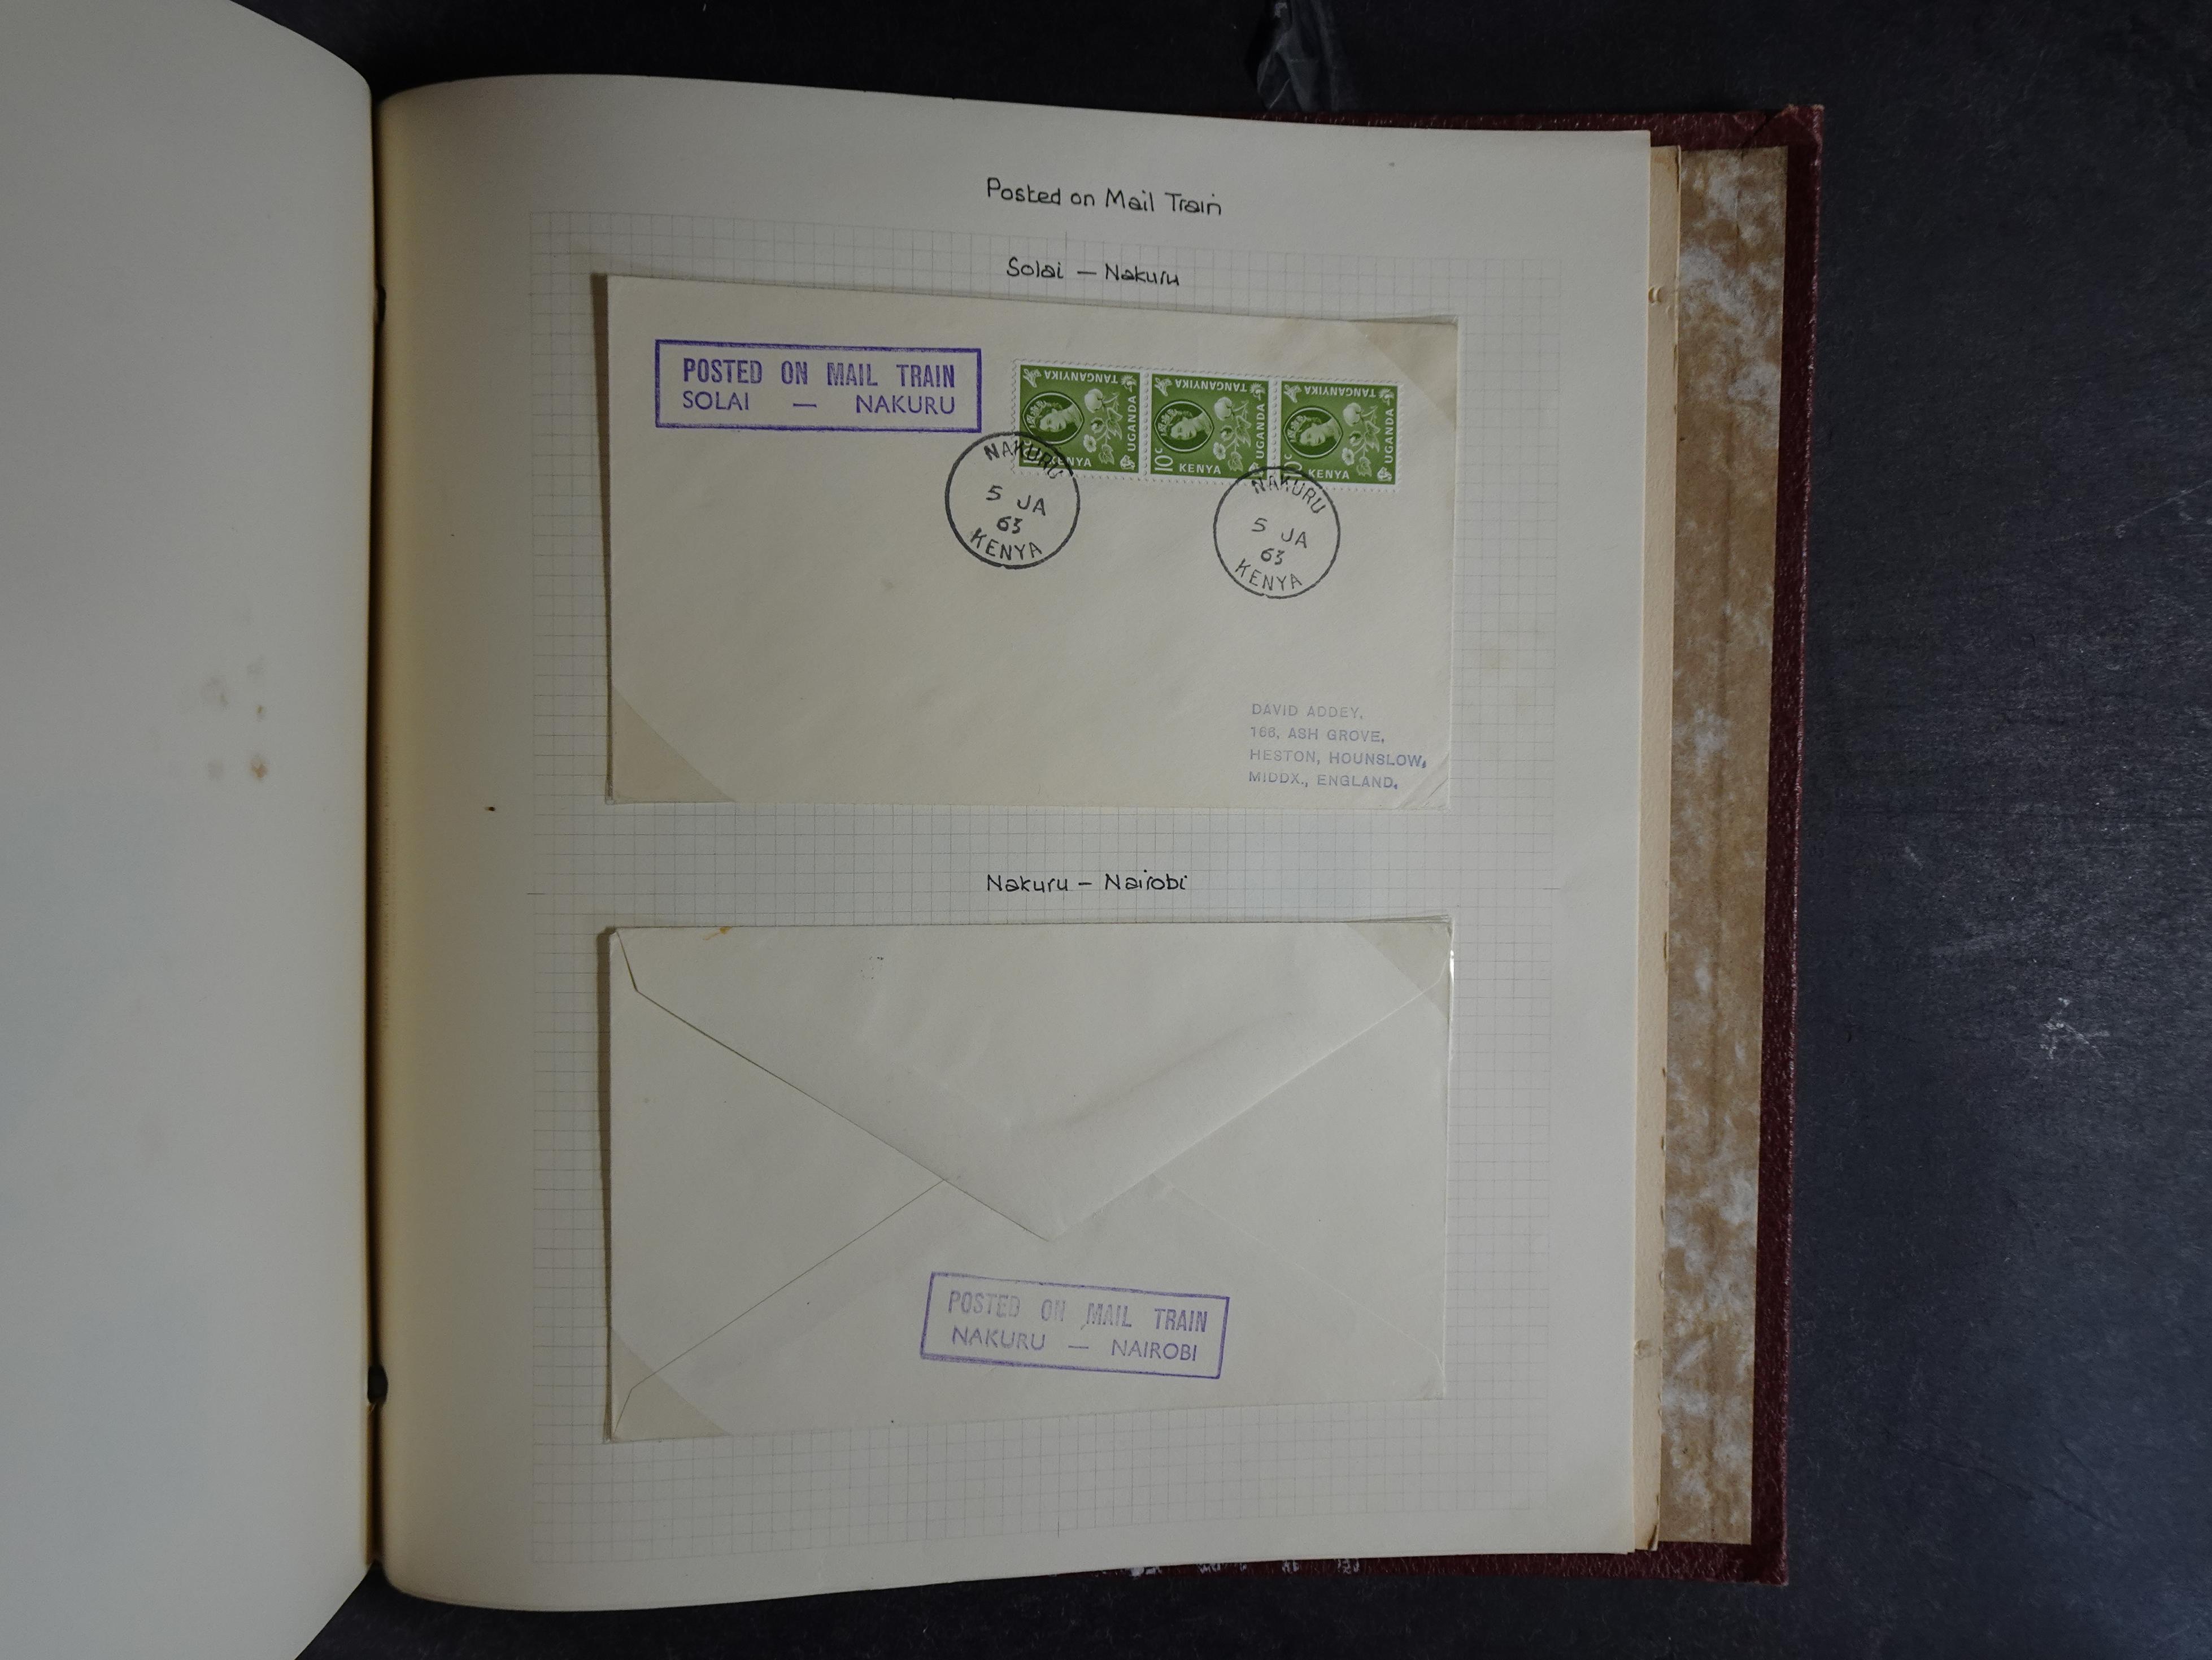 Posted on Mail Train
Solai — Nakuru
POSTED ON MAIL TRAIN
SOLAI — NAKURU
TANGANYIKA
UGANDA
KENYA
TANGANYIKA
UGANDA
10c
KENYA
TANGANYIKA
UGANDA
KENYA
NAKURU
5 JA
63
KENYA
NAKURU
5 JA
63
KENYA
DAVID ADDEY,
166, ASH GROVE,
HESTON, HOUNSLOW,
MIDDX., ENGLAND.
Nakuru — Nairobi
POSTED ON MAIL TRAIN
NAKURU — NAIROBI